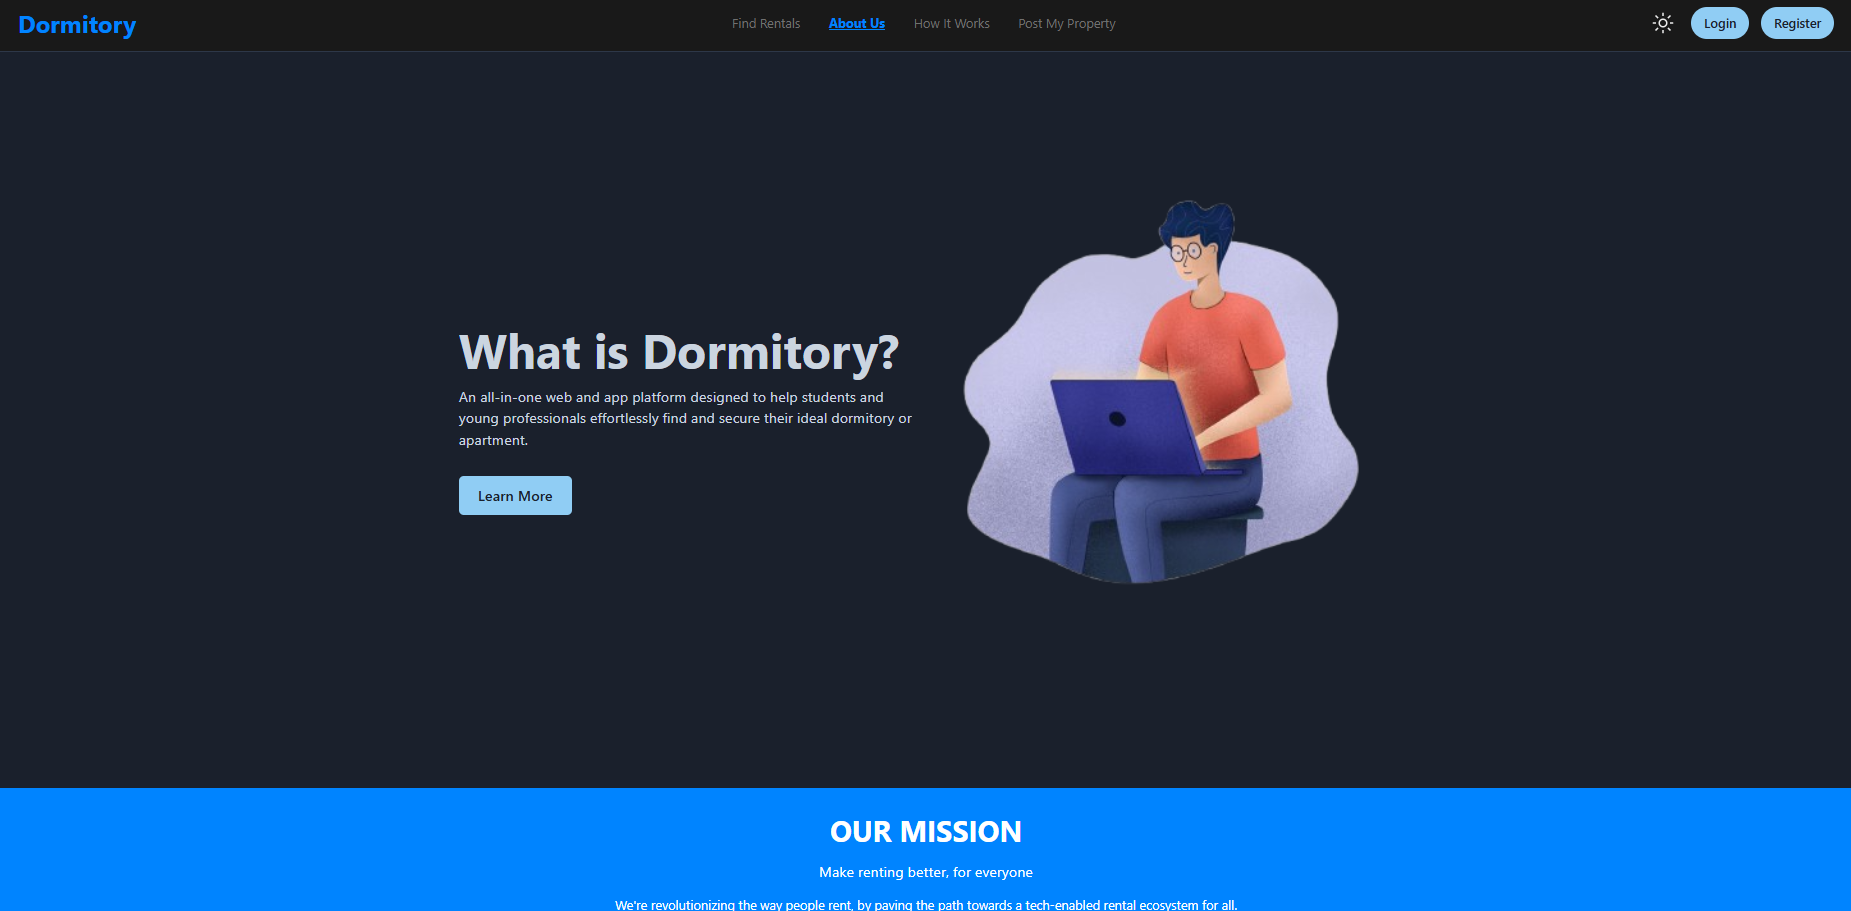 Dormitory
Find Rentals
About Us
How It Works
Post My Property
Login
Register
What is Dormitory?
An all-in-one web and app platform designed to help students and
young professionals effortlessly find and secure their ideal dormitory or
apartment.
Learn More
OUR MISSION
Make renting better, for everyone
We're revolutionizing the way people rent, by paving the path towards a tech-enabled rental ecosystem for all.